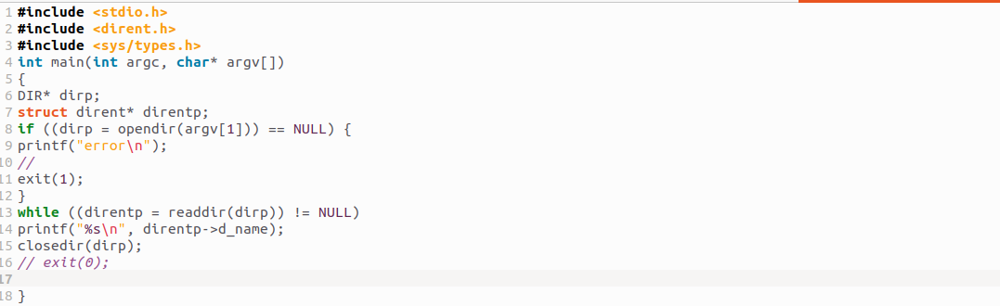 1 #include <stdio.h>
2 #include <dirent.h>
3 #include <sys/types.h>
4 int main(int argc, char* argv[])
5 {
6 DIR* dirp;
7 struct dirent* direntp;
8 if ((dirp = opendir(argv[1])) == NULL) {
9 printf("error\n");
10 //
11 exit(1);
12 }
13 while ((direntp = readdir(dirp)) != NULL)
14 printf("%s\n", direntp->d_name);
15 closedir(dirp);
16 // exit(0);
17
18 }